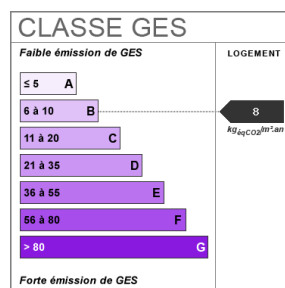 CLASSE GES
Faible émission de GES
LOGEMENT
≤ 5 A
6 à 10 B
8
kgéqCO2/m².an
11 à 20 C
21 à 35 D
36 à 55 E
56 à 80 F
> 80 G
Forte émission de GES